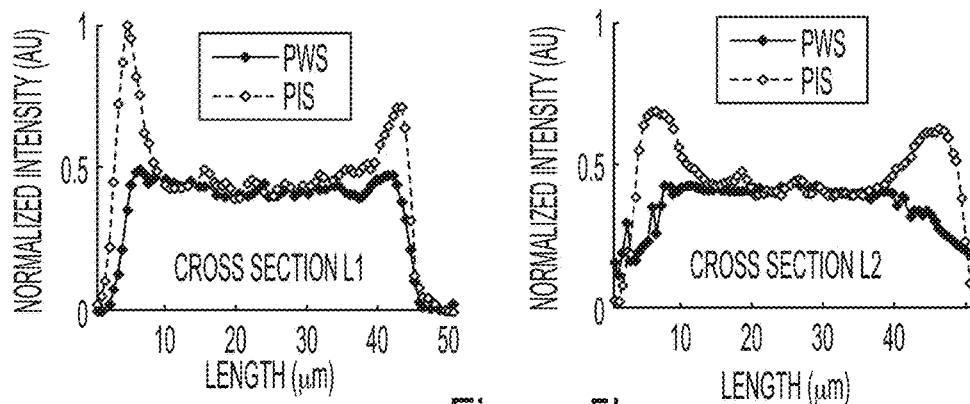 NORMALIZED INTENSITY (AU)
1
0.5
0
PWS
PIS
CROSS SECTION L1
10 20 30 40 50
LENGTH (μm)
NORMALIZED INTENSITY (AU)
1
0.5
0
PWS
PIS
CROSS SECTION L2
10 20 30 40 50
LENGTH (μm)